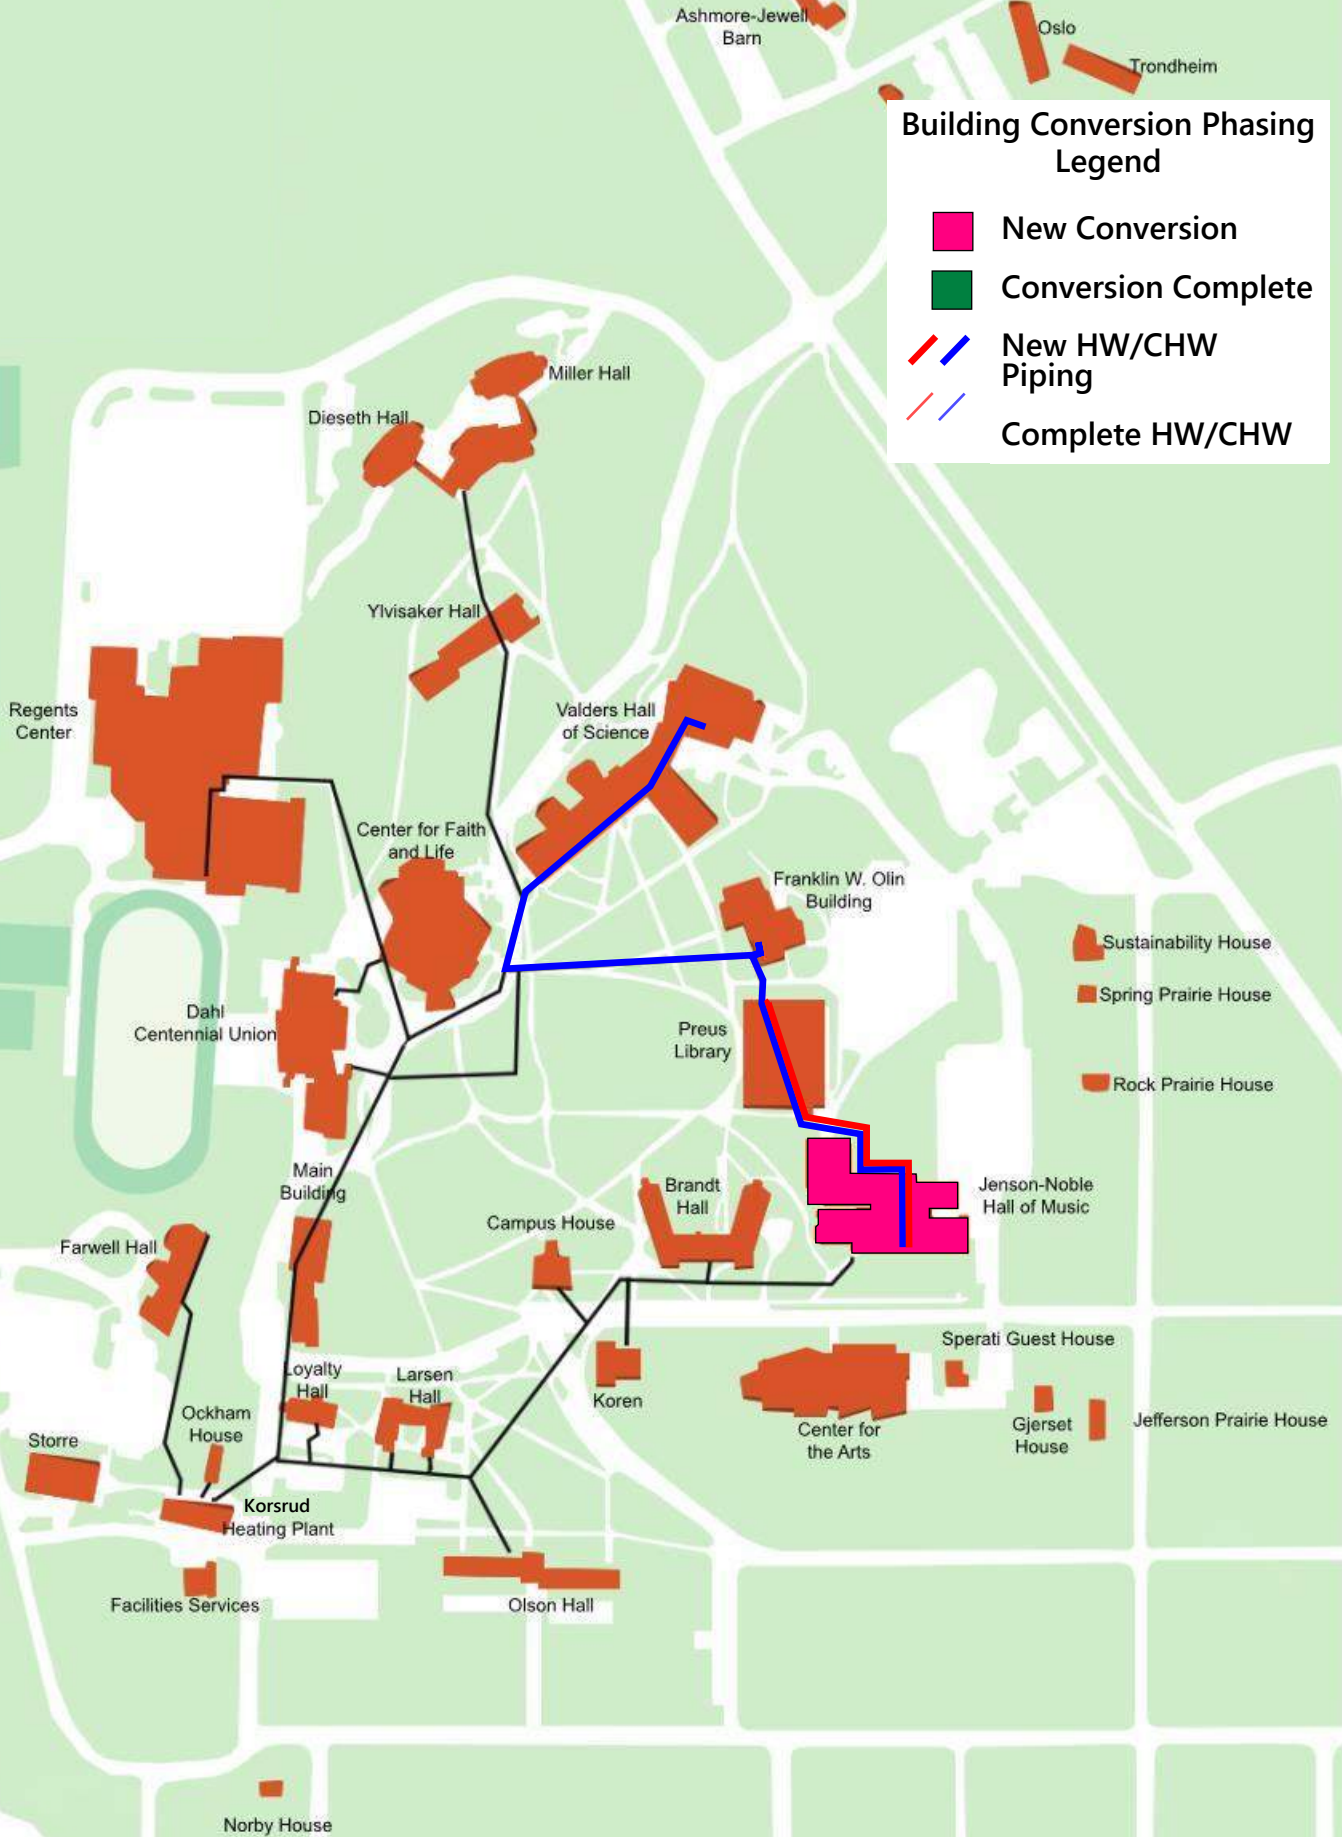 Ashmore-Jewell
Barn
Oslo
Trondheim
Building Conversion Phasing
Legend
New Conversion
Conversion Complete
New HW/CHW
Piping
Complete HW/CHW
Miller Hall
Dieseth Hall
Ylvisaker Hall
Regents
Center
Valders Hall
of Science
Center for Faith
and Life
Franklin W. Olin
Building
Sustainability House
Spring Prairie House
Dahl
Centennial Union
Preus
Library
Rock Prairie House
Main
Building
Brandt
Hall
Jenson-Noble
Hall of Music
Campus House
Farwell Hall
Sperati Guest House
Loyalty
Hall
Larsen
Hall
Koren
Ockham
House
Storre
Center for
the Arts
Gjerset
House
Jefferson Prairie House
Korsrud
Heating Plant
Facilities Services
Olson Hall
Norby House